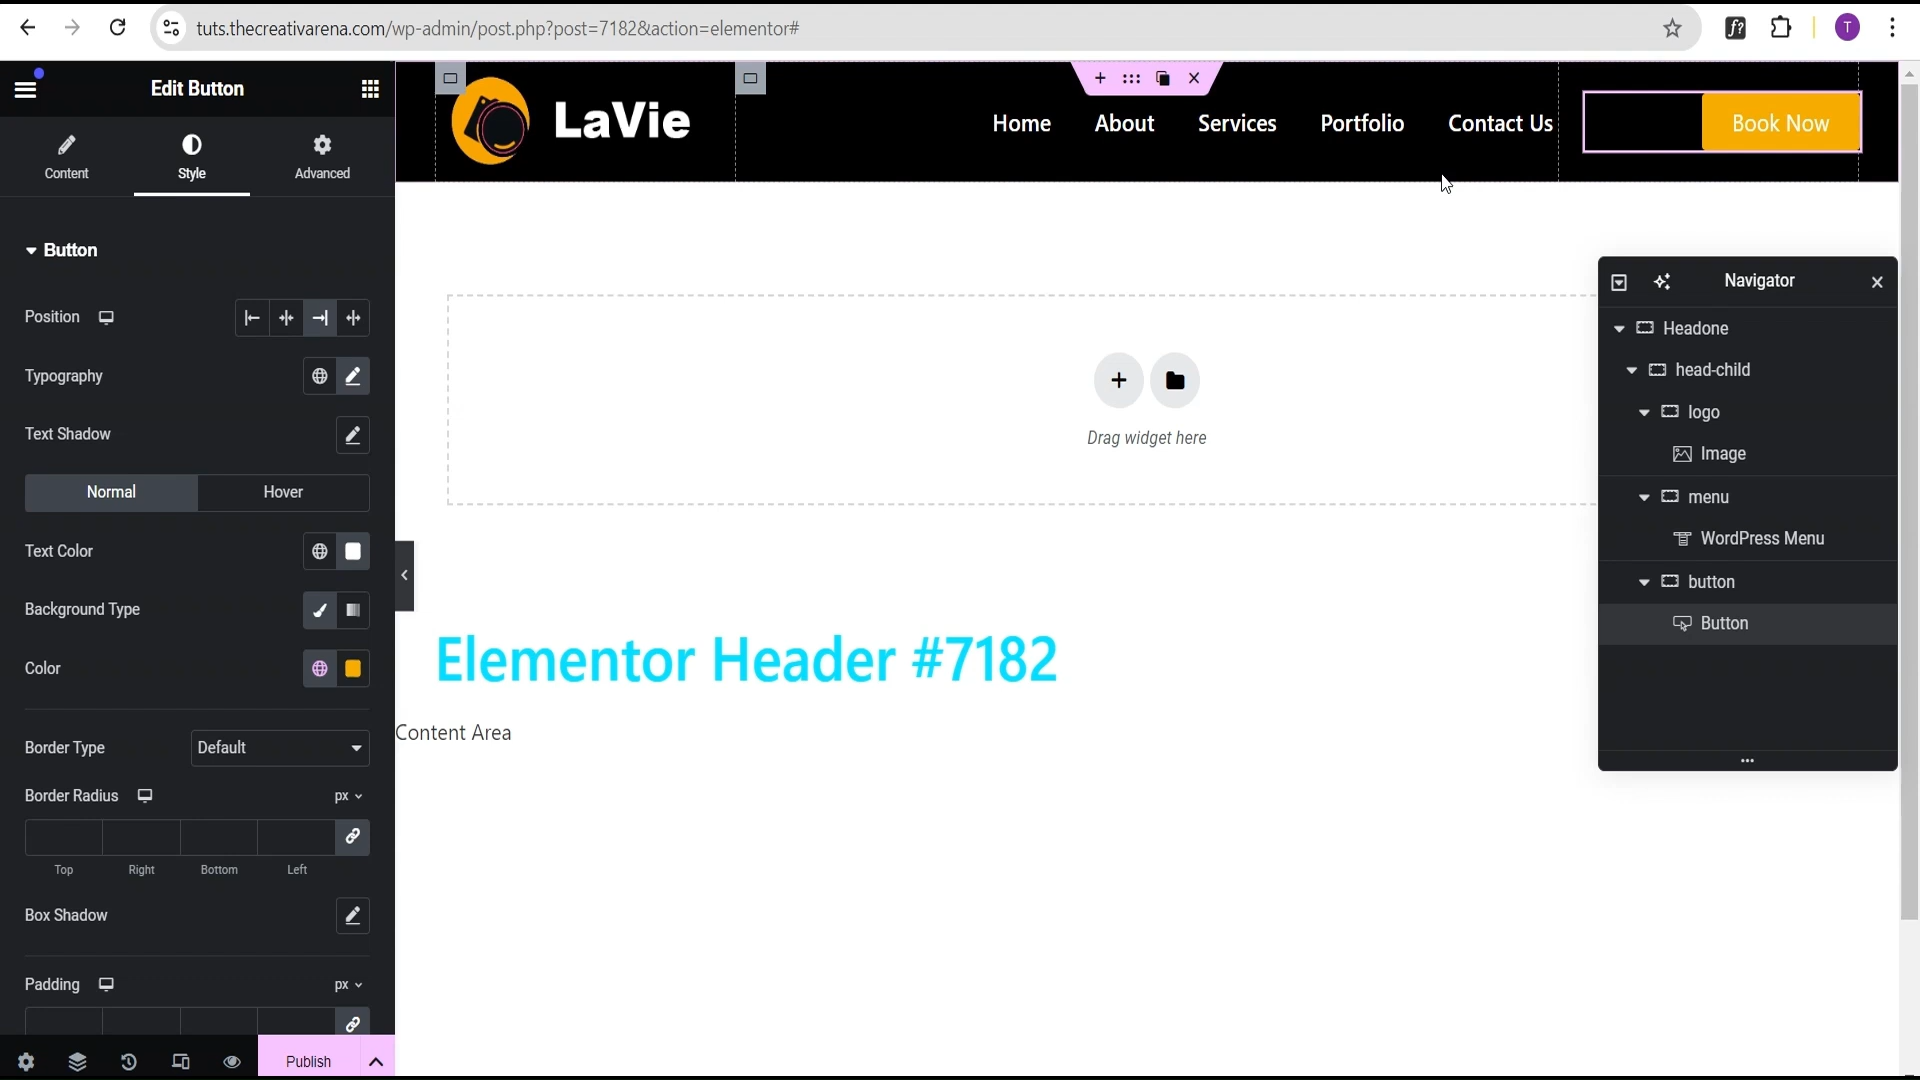 tuts.thecreativarena.com/wp-admin/post.php?post=7182&action=elementor#
f?
T
Edit Button
Content
Style
Advanced
Button
Position
Typography
Text Shadow
Normal
Hover
Text Color
Background Type
Color
Border Type
Default
Border Radius
px
Top
Right
Bottom
Left
Box Shadow
Padding
px
Publish
LaVie
Home
About
Services
Portfolio
Contact Us
Book Now
Drag widget here
Elementor Header #7182
Content Area
Navigator
Headone
head-child
logo
Image
menu
WordPress Menu
button
Button